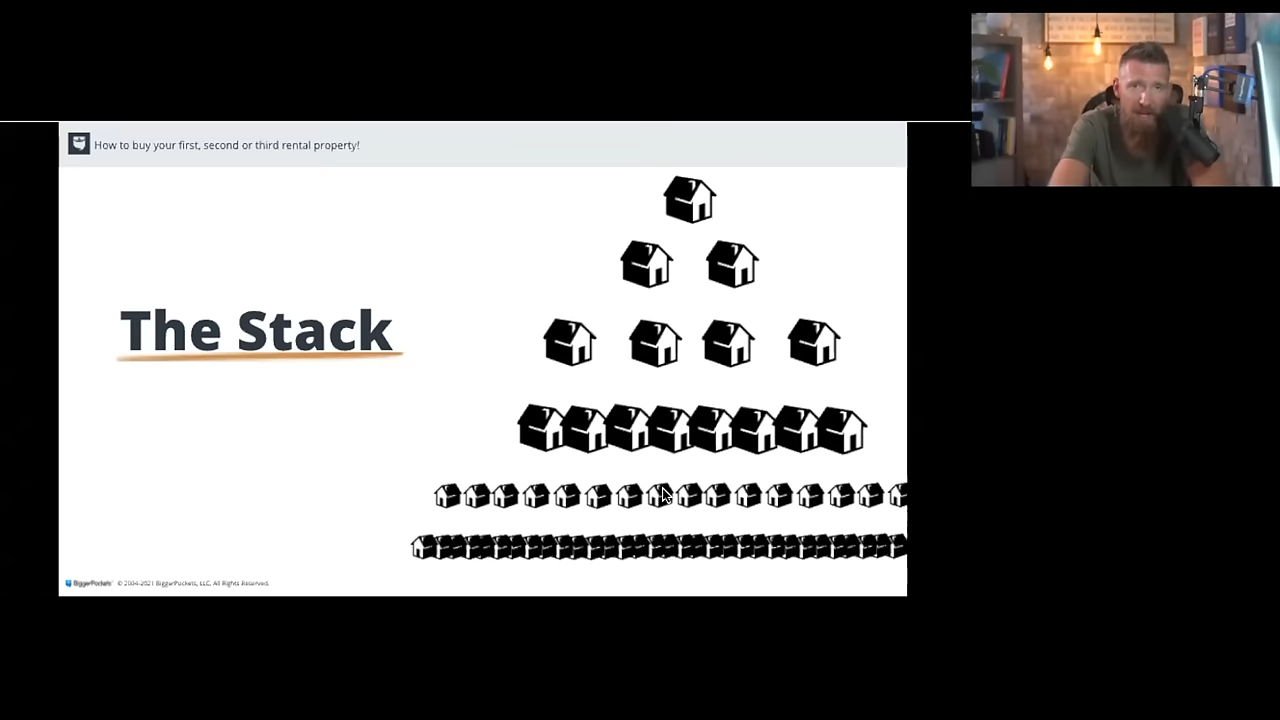 How to buy your first, second or third rental property!
The Stack
BiggerPockets © 2004-2021 BiggerPockets, LLC. All Rights Reserved.